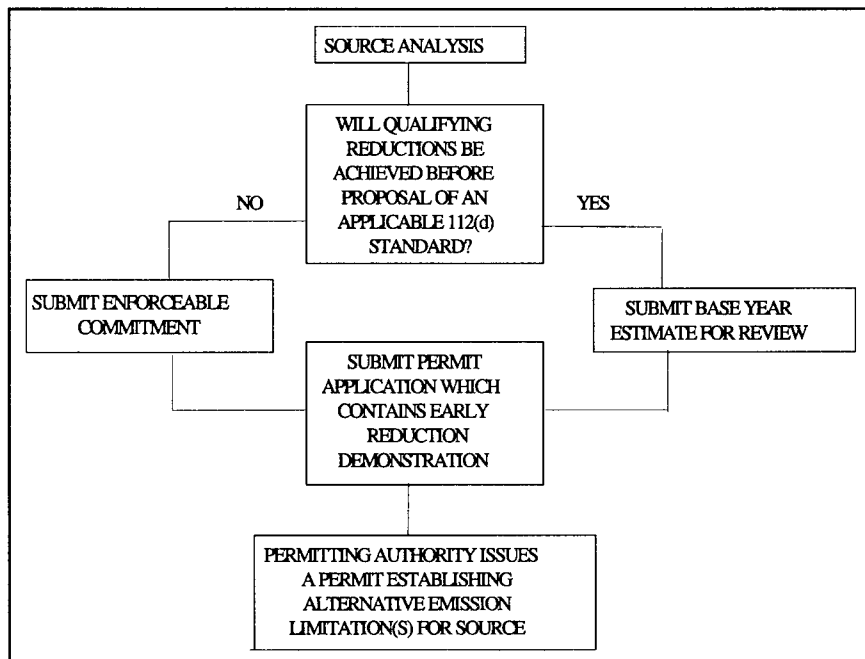 SOURCE ANALYSIS
WILL QUALIFYING
REDUCTIONS BE
ACHIEVED BEFORE
PROPOSAL OF AN
APPLICABLE 112(d)
STANDARD?
NO
YES
SUBMIT ENFORCEABLE
COMMITMENT
SUBMIT BASE YEAR
ESTIMATE FOR REVIEW
SUBMIT PERMIT
APPLICATION WHICH
CONTAINS EARLY
REDUCTION
DEMONSTRATION
PERMITTING AUTHORITY ISSUES
A PERMIT ESTABLISHING
ALTERNATIVE EMISSION
LIMITATION(S) FOR SOURCE